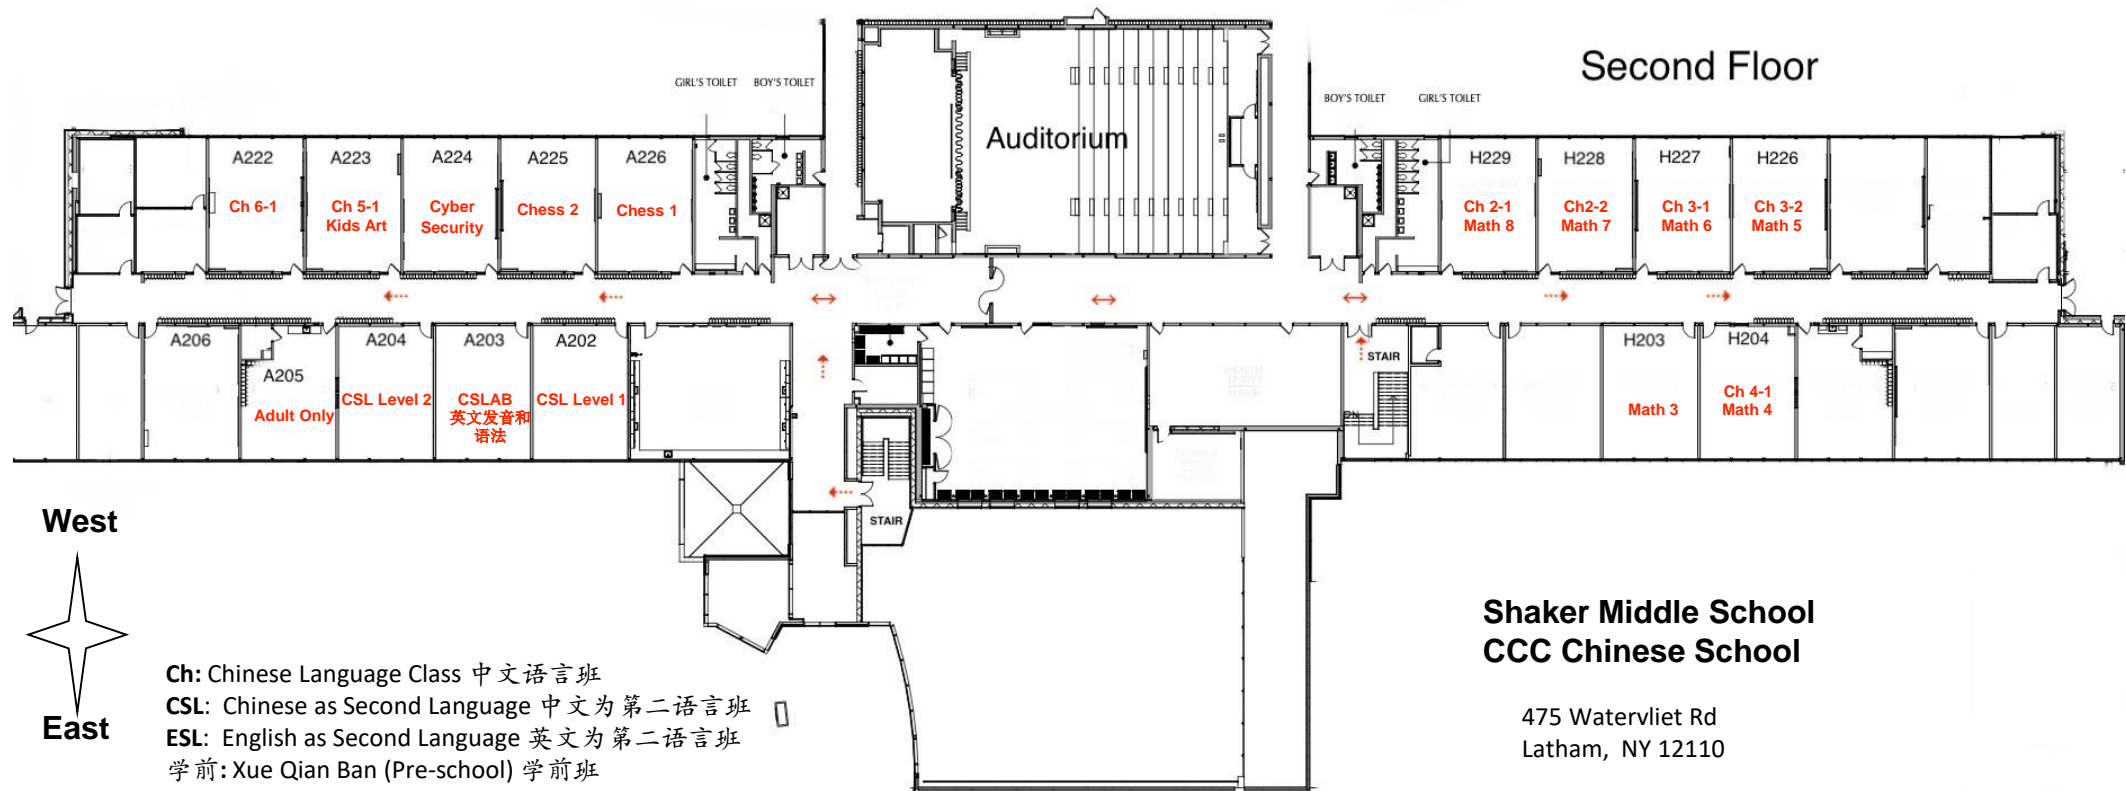 Second Floor
GIRL'S TOILET
BOY'S TOILET
BOY'S TOILET
GIRL'S TOILET
Auditorium
A222
Ch 6-1
A223
Ch 5-1
Kids Art
A224
Cyber
Security
A225
Chess 2
A226
Chess 1
H229
Ch 2-1
Math 8
H228
Ch2-2
Math 7
H227
Ch 3-1
Math 6
H226
Ch 3-2
Math 5
A206
A205
Adult Only
A204
CSL Level 2
A203
CSLAB
英文发音和
语法
A202
CSL Level 1
STAIR
DN
H203
Math 3
H204
Ch 4-1
Math 4
STAIR
West
East
Ch: Chinese Language Class 中文语言班
CSL: Chinese as Second Language 中文为第二语言班
ESL: English as Second Language 英文为第二语言班
学前: Xue Qian Ban (Pre-school) 学前班
Shaker Middle School
CCC Chinese School
475 Watervliet Rd
Latham, NY 12110